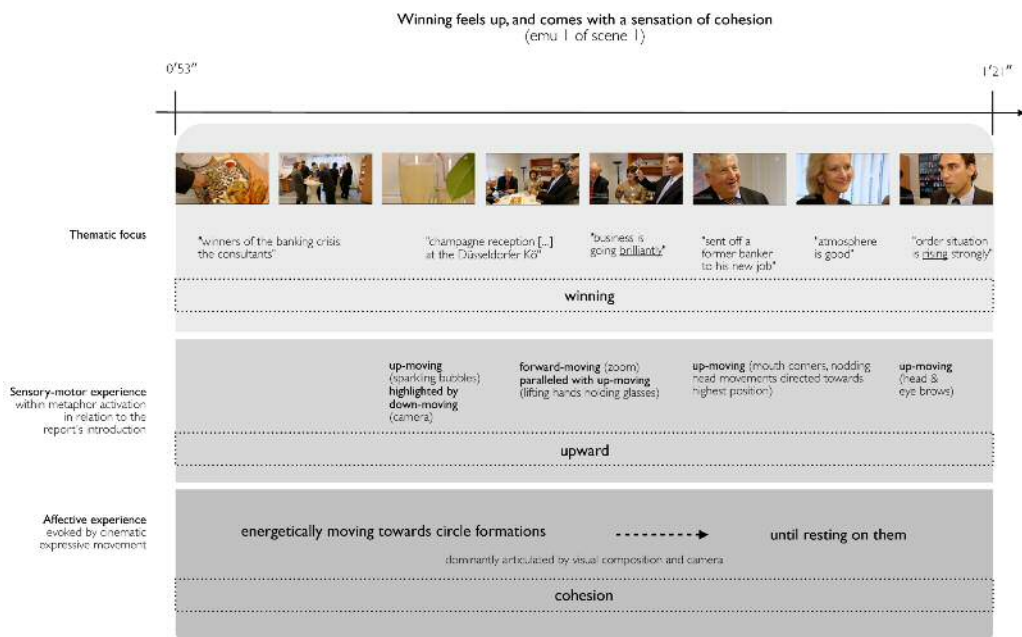 Winning feels up, and comes with a sensation of cohesion
(emu 1 of scene 1)
0'53"
1'21"
Thematic focus
"winners of the banking crisis
the consultants"
"champagne reception [...]
at the Düsseldorfer Kö"
"business is
going brilliantly"
"sent off a
former banker
to his new job"
"atmosphere
is good"
"order situation
is rising strongly"
winning
Sensory-motor experience
within metaphor activation
in relation to the
report's introduction
up-moving
(sparkling bubbles)
highlighted by
down-moving
(camera)
forward-moving (zoom)
paralleled with up-moving
(lifting hands holding glasses)
up-moving (mouth corners, nodding
head movements directed towards
highest position)
up-moving
(head &
eye brows)
upward
Affective experience
evoked by cinematic
expressive movement
energetically moving towards circle formations
until resting on them
dominantly articulated by visual composition and camera
cohesion